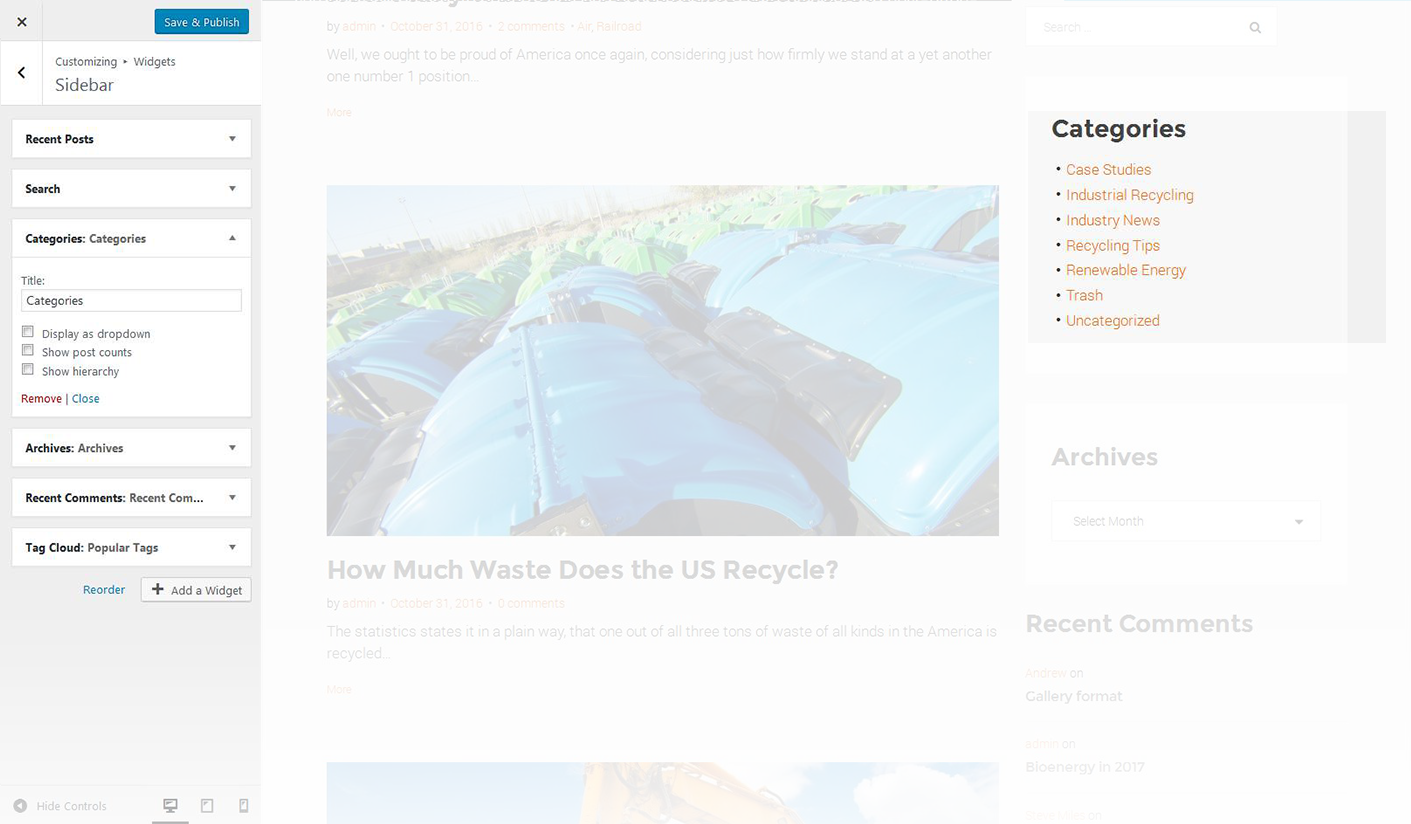 Save & Publish
Customizing ▸ Widgets
Sidebar
Recent Posts
Search
Categories: Categories
Title:
Categories
Display as dropdown
Show post counts
Show hierarchy
Remove | Close
Archives: Archives
Recent Comments: Recent Com...
Tag Cloud: Popular Tags
Reorder
Add a Widget
Hide Controls
by admin • October 31, 2016 • 2 comments • Air, Railroad
Well, we ought to be proud of America once again, considering just how firmly we stand at a yet another
one number 1 position...
More
How Much Waste Does the US Recycle?
by admin • October 31, 2016 • 0 comments
The statistics states it in a plain way, that one out of all three tons of waste of all kinds in the America is
recycled...
More
Search ...
Categories
• Case Studies
• Industrial Recycling
• Industry News
• Recycling Tips
• Renewable Energy
• Trash
• Uncategorized
Archives
Select Month
Recent Comments
Andrew on
Gallery format
admin on
Bioenergy in 2017
on